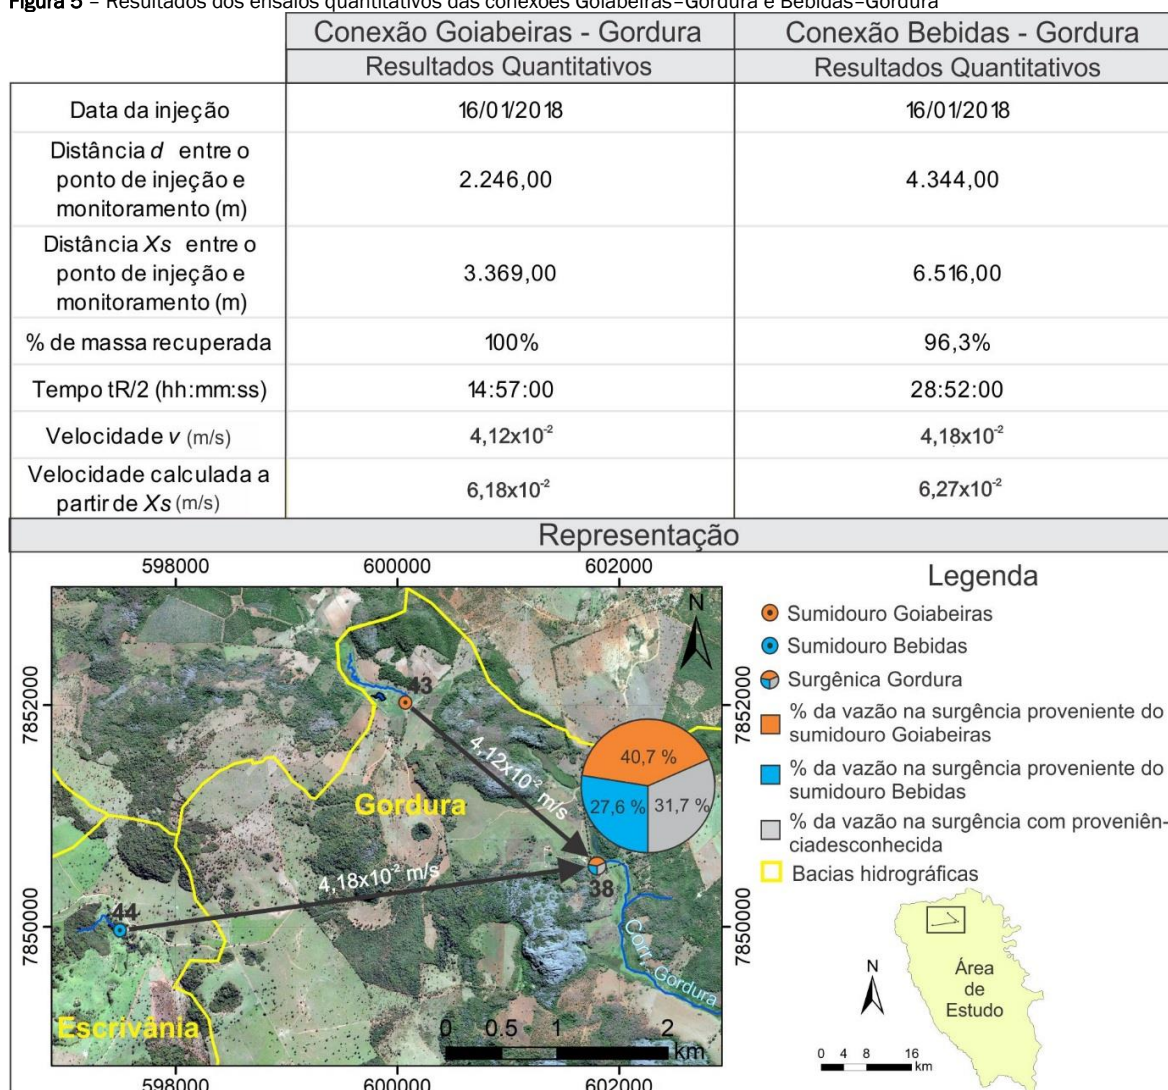 Figura 5 – Resultados dos ensaios quantitativos das conexões Goiabeiras–Gordura e Bebidas–Gordura
Conexão Goiabeiras - Gordura
Conexão Bebidas - Gordura
Resultados Quantitativos
Resultados Quantitativos
Data da injeção
16/01/2018
16/01/2018
Distância d entre o
ponto de injeção e
monitoramento (m)
2.246,00
4.344,00
Distância Xs entre o
ponto de injeção e
monitoramento (m)
3.369,00
6.516,00
% de massa recuperada
100%
96,3%
Tempo tR/2 (hh:mm:ss)
14:57:00
28:52:00
Velocidade v (m/s)
4,12x10⁻²
4,18x10⁻²
Velocidade calculada a
partir de Xs (m/s)
6,18x10⁻²
6,27x10⁻²
Representação
598000
600000
602000
7852000
7850000
7852000
7850000
598000
600000
602000
N
43
44
38
4,12x10⁻² m/s
4,18x10⁻² m/s
Gordura
Escrivânia
Corr. Gordura
40,7 %
27,6 %
31,7 %
0 0.5 1 2
km
Legenda
Sumidouro Goiabeiras
Sumidouro Bebidas
Surgênica Gordura
% da vazão na surgência proveniente do
sumidouro Goiabeiras
% da vazão na surgência proveniente do
sumidouro Bebidas
% da vazão na surgência com proveniên-
ciadesconhecida
Bacias hidrográficas
N
Área
de
Estudo
0 4 8 16
km